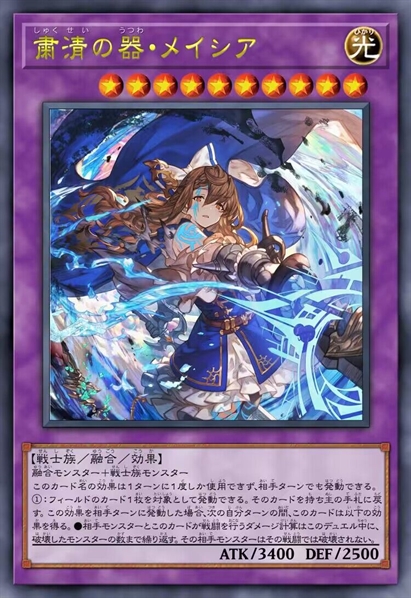 しゅく せい うつわ
粛清の器・メイシア
ひかり
光
【戦士族／融合／効果】
融合モンスター＋戦士族モンスター
このカード名の効果は1ターンに1度しか使用できず、相手ターンでも発動できる。
①：フィールドのカード1枚を対象として発動できる。そのカードを持ち主の手札に戻
す。この効果を相手ターンに発動した場合、次の自分ターンの間、このカードは以下の効
果を得る。●相手モンスターとこのカードが戦闘を行うダメージ計算はこのデュエル中に、
破壊したモンスターの数まで繰り返す。その相手モンスターはその戦闘では破壊されない。
ATK/3400 DEF/2500